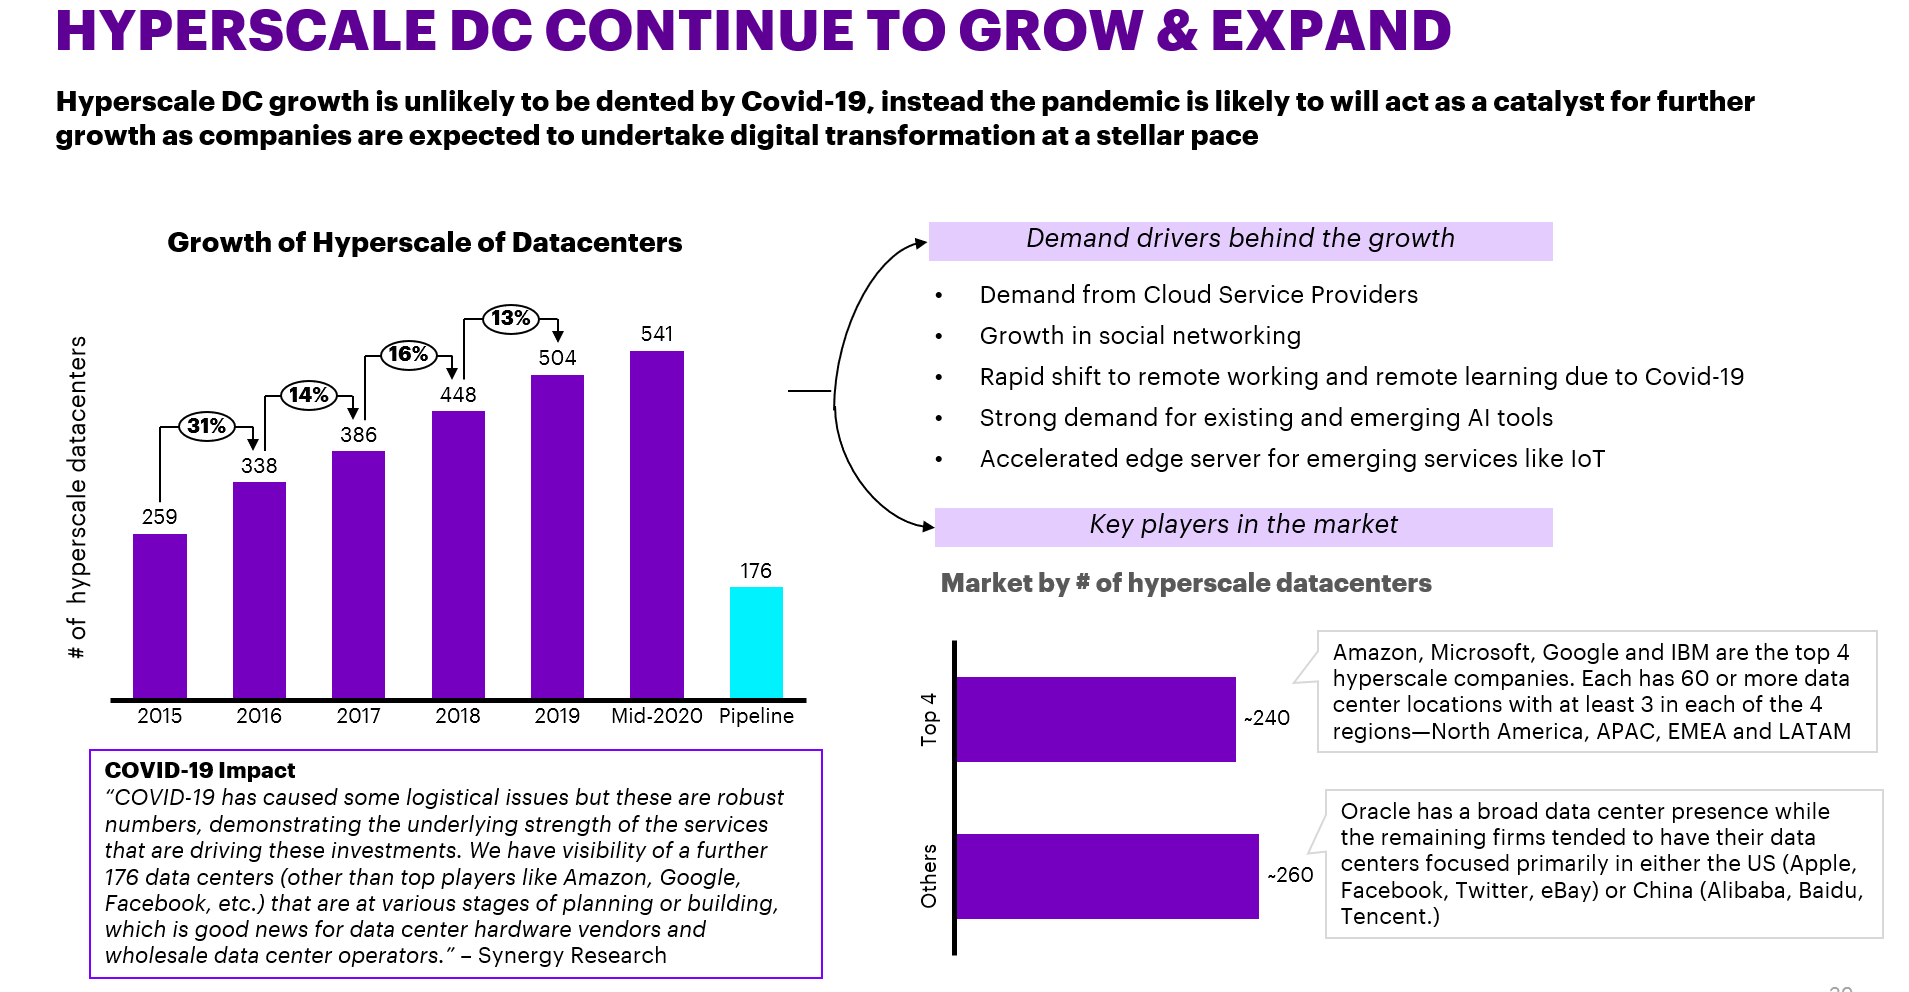 HYPERSCALE DC CONTINUE TO GROW & EXPAND
Hyperscale DC growth is unlikely to be dented by Covid-19, instead the pandemic is likely to will act as a catalyst for further
growth as companies are expected to undertake digital transformation at a stellar pace
Growth of Hyperscale of Datacenters
# of hyperscale datacenters
31%
14%
16%
13%
259
338
386
448
504
541
176
2015
2016
2017
2018
2019
Mid-2020
Pipeline
COVID-19 Impact
“COVID-19 has caused some logistical issues but these are robust
numbers, demonstrating the underlying strength of the services
that are driving these investments. We have visibility of a further
176 data centers (other than top players like Amazon, Google,
Facebook, etc.) that are at various stages of planning or building,
which is good news for data center hardware vendors and
wholesale data center operators.” – Synergy Research
Demand drivers behind the growth
• Demand from Cloud Service Providers
• Growth in social networking
• Rapid shift to remote working and remote learning due to Covid-19
• Strong demand for existing and emerging AI tools
• Accelerated edge server for emerging services like IoT
Key players in the market
Market by # of hyperscale datacenters
Top 4
~240
Amazon, Microsoft, Google and IBM are the top 4
hyperscale companies. Each has 60 or more data
center locations with at least 3 in each of the 4
regions—North America, APAC, EMEA and LATAM
Others
~260
Oracle has a broad data center presence while
the remaining firms tended to have their data
centers focused primarily in either the US (Apple,
Facebook, Twitter, eBay) or China (Alibaba, Baidu,
Tencent.)